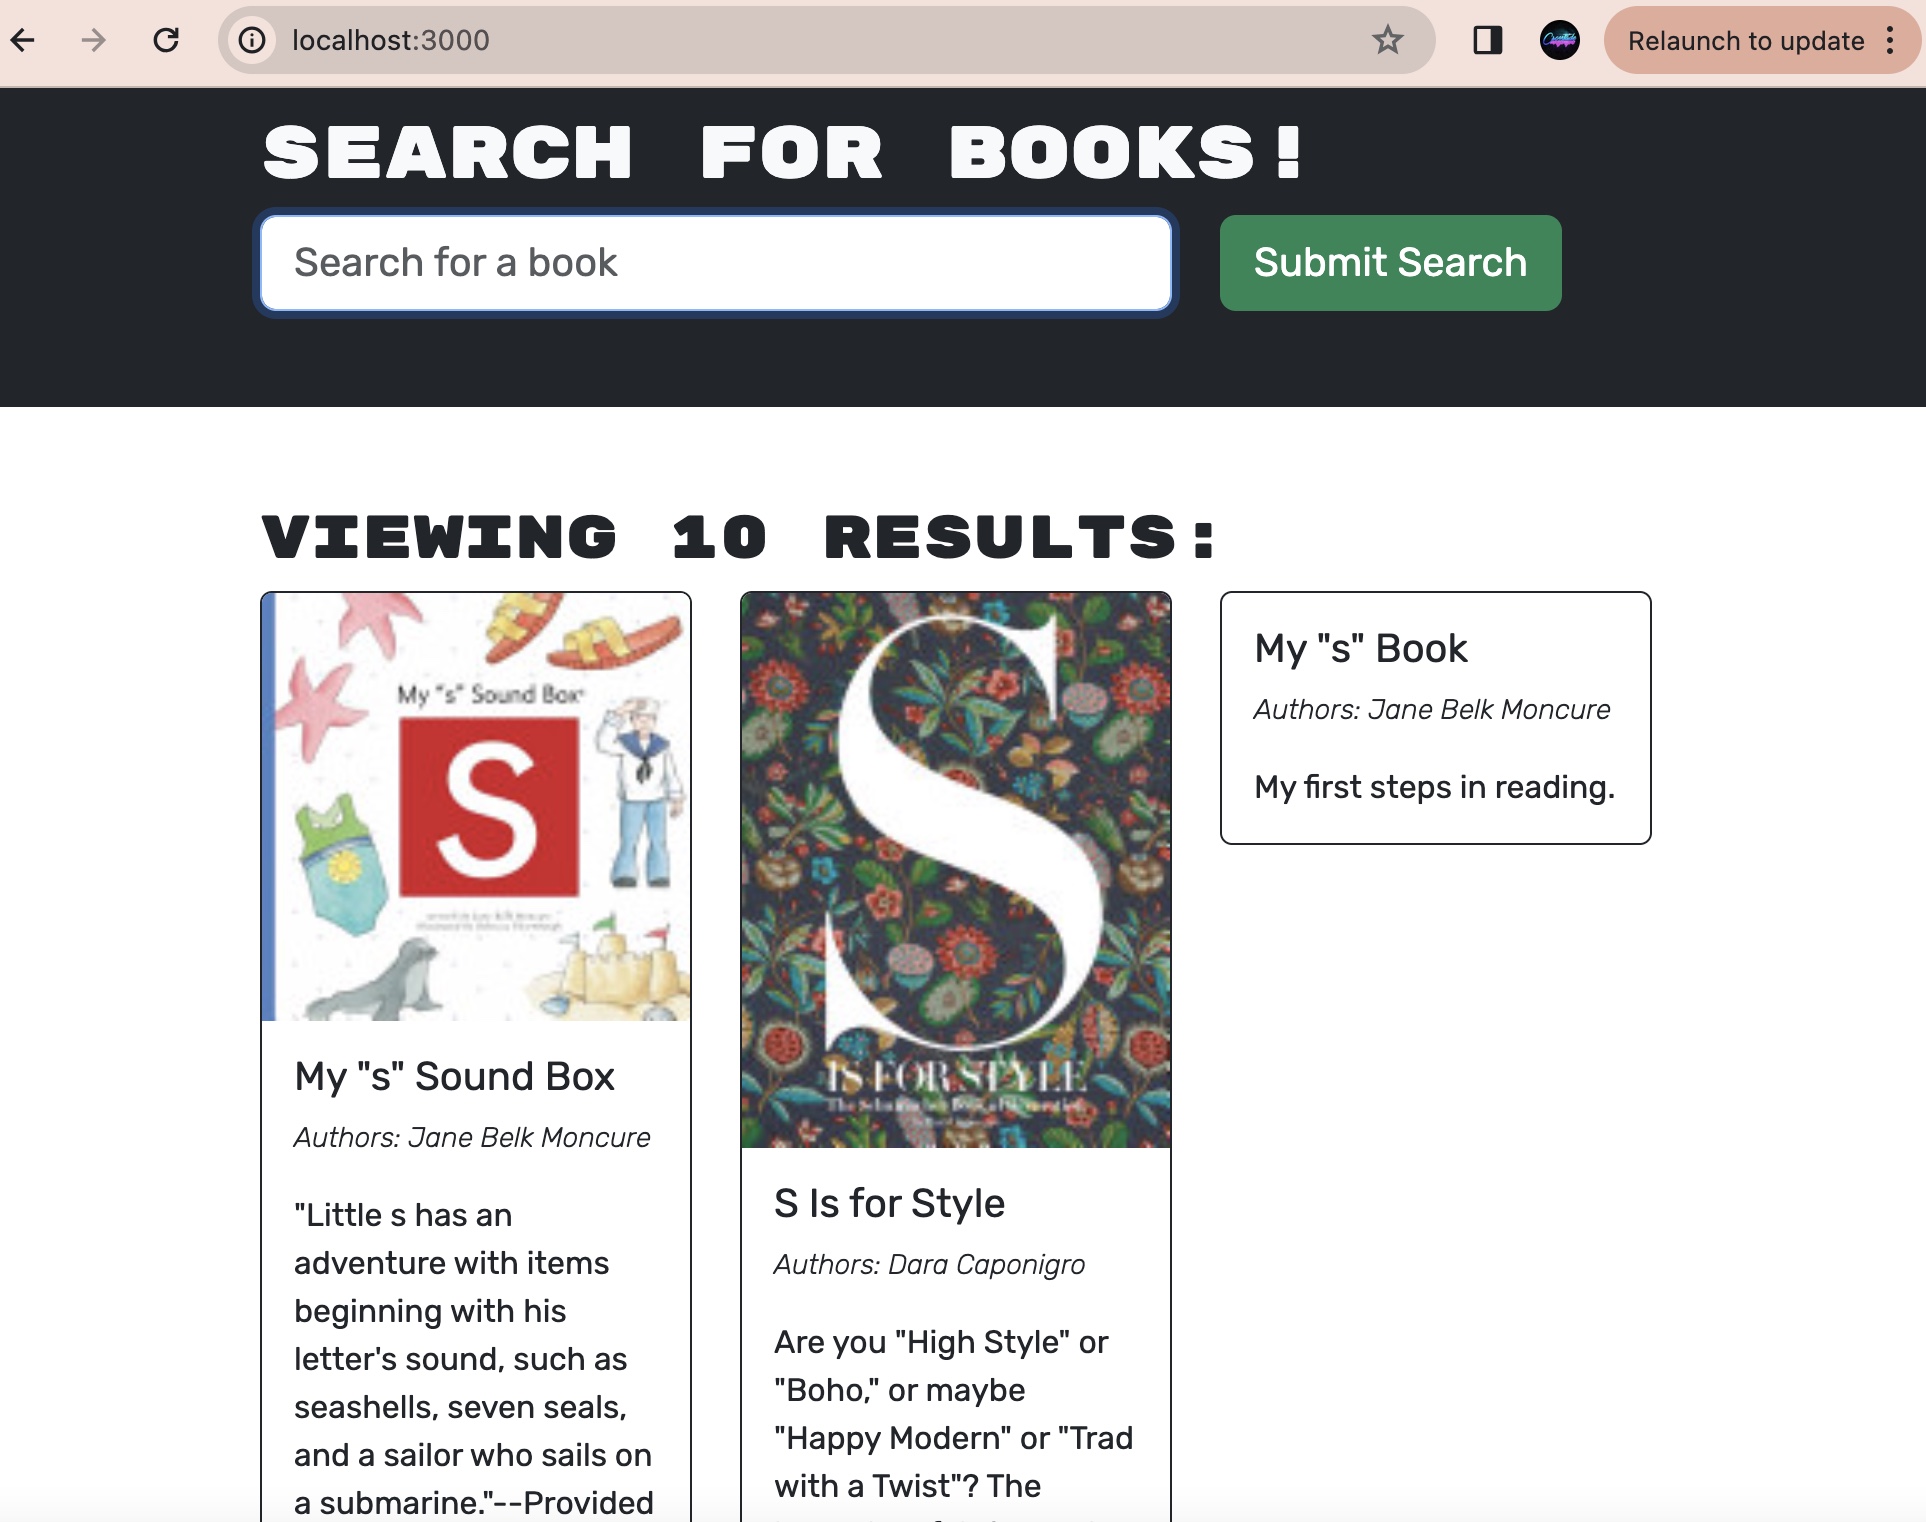 localhost:3000
Relaunch to update
SEARCH FOR BOOKS!
Search for a book
Submit Search
VIEWING 10 RESULTS:
My "s" Sound Box
S
My "s" Sound Box
Authors: Jane Belk Moncure
"Little s has an
adventure with items
beginning with his
letter's sound, such as
seashells, seven seals,
and a sailor who sails on
a submarine."--Provided
S
IS FOR STYLE
S Is for Style
Authors: Dara Caponigro
Are you "High Style" or
"Boho," or maybe
"Happy Modern" or "Trad
with a Twist"? The
My "s" Book
Authors: Jane Belk Moncure
My first steps in reading.